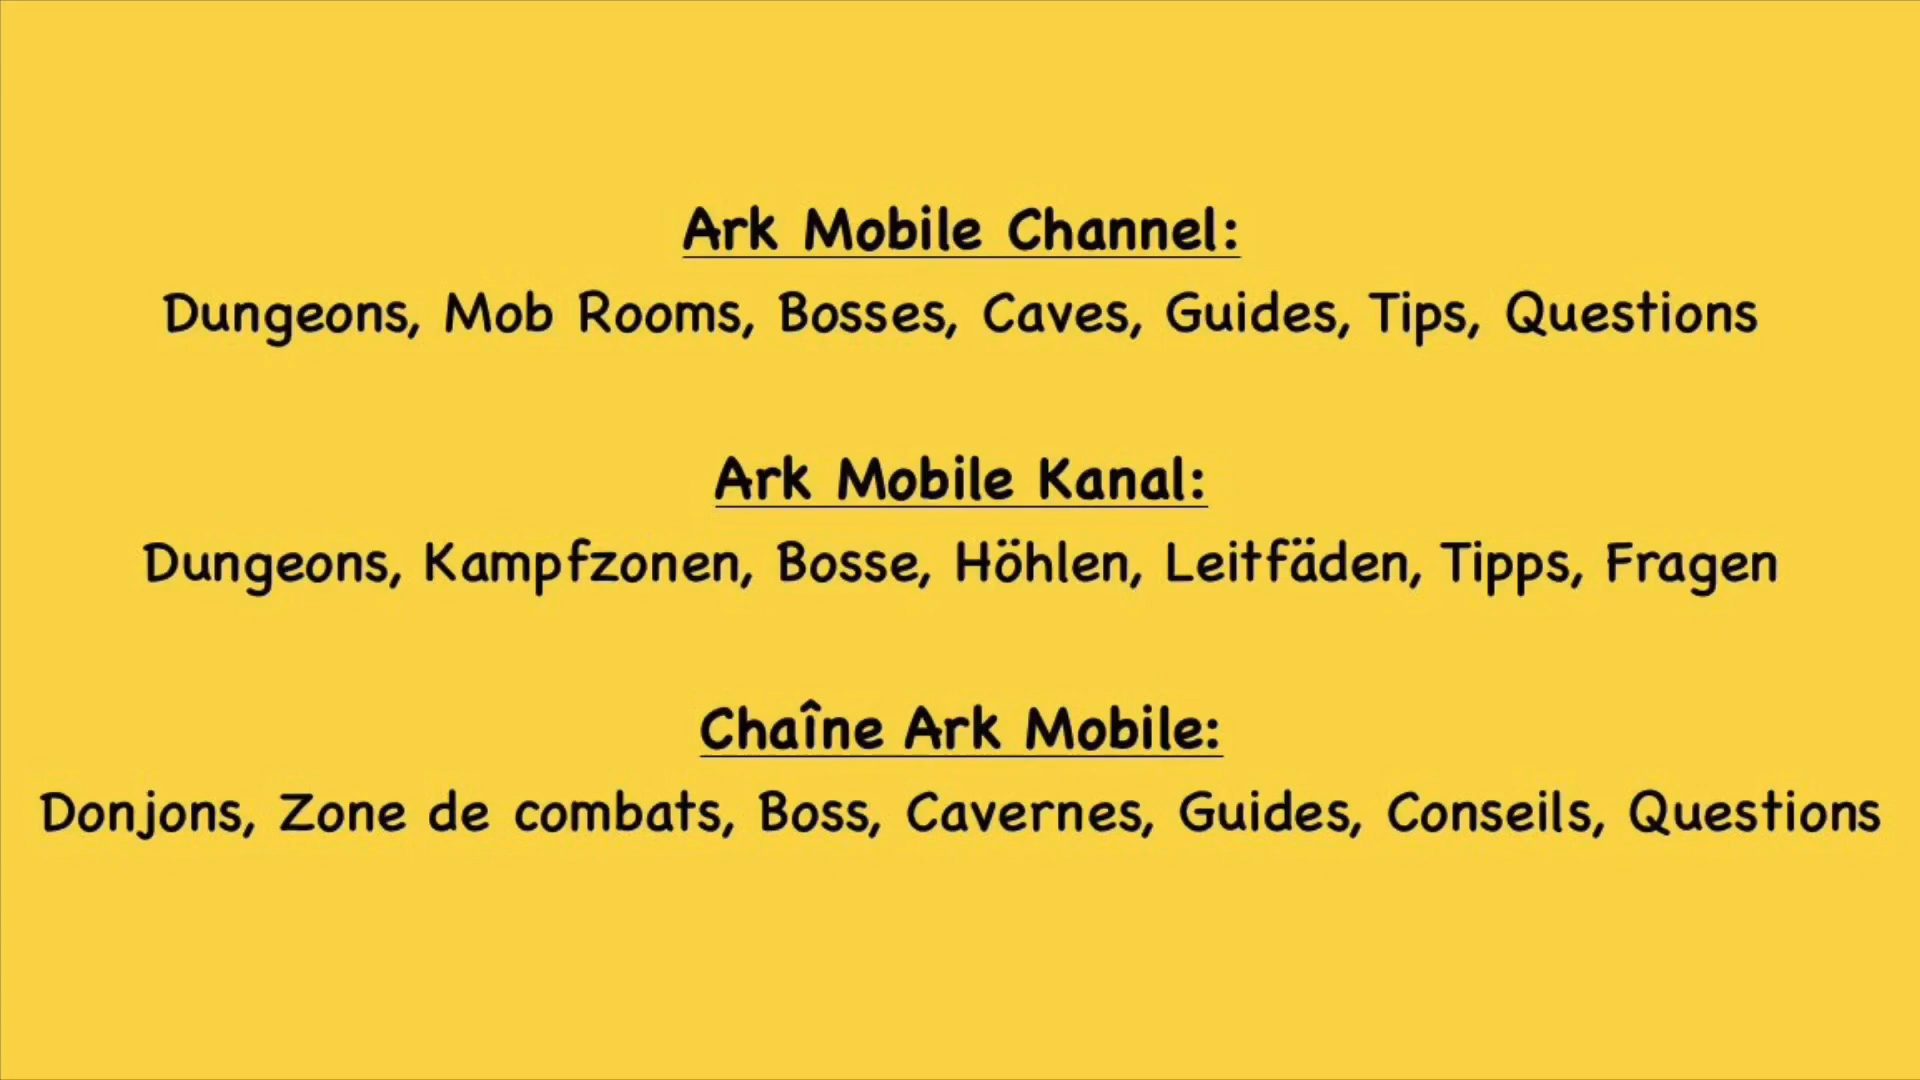 Ark Mobile Channel:
Dungeons, Mob Rooms, Bosses, Caves, Guides, Tips, Questions
Ark Mobile Kanal:
Dungeons, Kampfzonen, Bosse, Höhlen, Leitfäden, Tipps, Fragen
Chaîne Ark Mobile:
Donjons, Zone de combats, Boss, Cavernes, Guides, Conseils, Questions